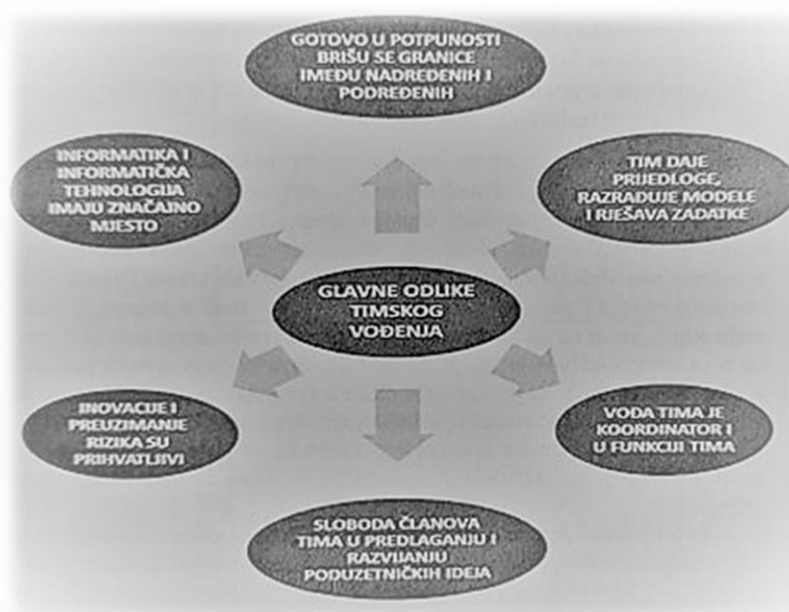 GOTOVO U POTPUNOSTI
BRIŠU SE GRANICE
IMEĐU NADREĐENIH I
PODREĐENIH
INFORMATIKA I
INFORMATIČKA
TEHNOLOGIJA
IMAJU ZNAČAJNO
MJESTO
TIM DAJE
PRIJEDLOGE,
RAZRAĐUJE MODELE
I RJEŠAVA ZADATKE
GLAVNE ODLIKE
TIMSKOG
VOĐENJA
INOVACIJE I
PREUZIMANJE
RIZIKA SU
PRIHVATLJIVI
VOĐA TIMA JE
KOORDINATOR I
U FUNKCIJI TIMA
SLOBODA ČLANOVA
TIMA U PREDLAGANJU I
RAZVIJANJU
PODUZETNIČKIH IDEJA